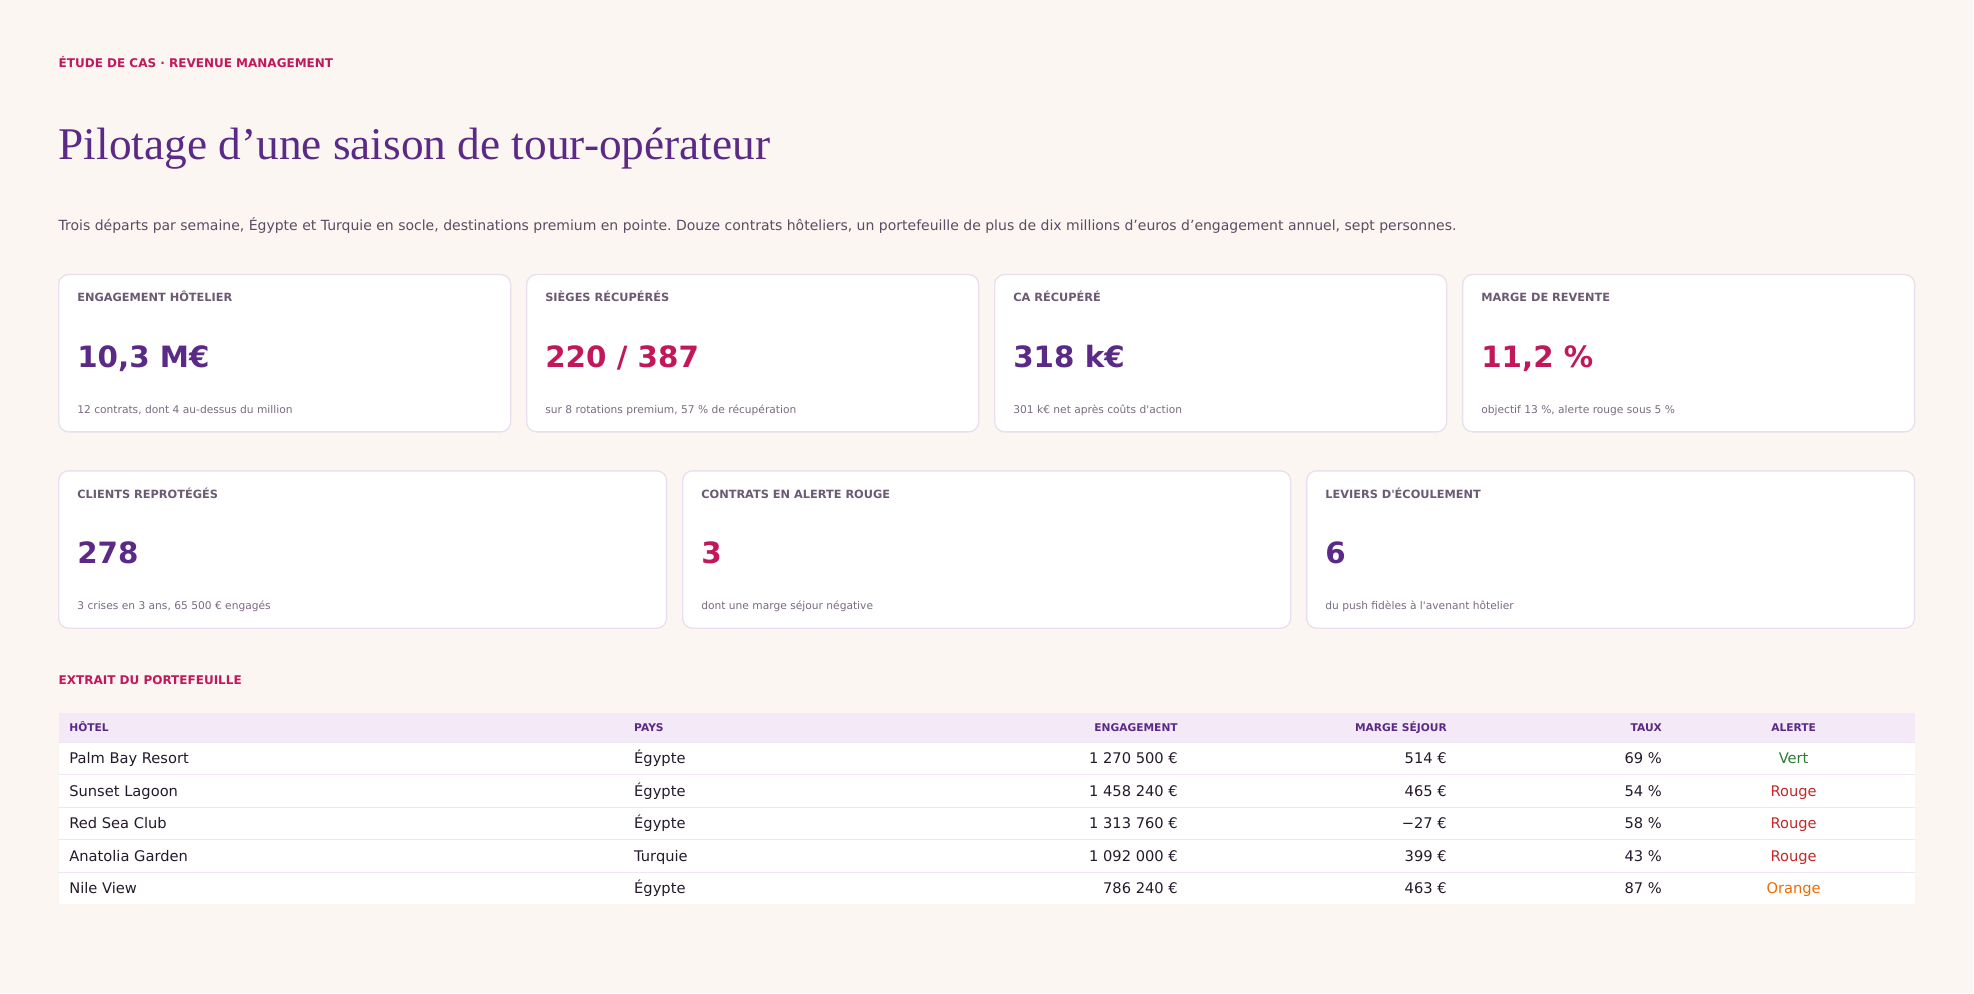 ÉTUDE DE CAS · REVENUE MANAGEMENT
Pilotage d’une saison de tour-opérateur
Trois départs par semaine, Égypte et Turquie en socle, destinations premium en pointe. Douze contrats hôteliers, un portefeuille de plus de dix millions d’euros d’engagement annuel, sept personnes.
ENGAGEMENT HÔTELIER
10,3 M€
12 contrats, dont 4 au-dessus du million
SIÈGES RÉCUPÉRÉS
220 / 387
sur 8 rotations premium, 57 % de récupération
CA RÉCUPÉRÉ
318 k€
301 k€ net après coûts d'action
MARGE DE REVENTE
11,2 %
objectif 13 %, alerte rouge sous 5 %
CLIENTS REPROTÉGÉS
278
3 crises en 3 ans, 65 500 € engagés
CONTRATS EN ALERTE ROUGE
3
dont une marge séjour négative
LEVIERS D'ÉCOULEMENT
6
du push fidèles à l'avenant hôtelier
EXTRAIT DU PORTEFEUILLE
HÔTEL PAYS ENGAGEMENT MARGE SÉJOUR TAUX ALERTE
Palm Bay Resort Égypte 1 270 500 € 514 € 69 % Vert
Sunset Lagoon Égypte 1 458 240 € 465 € 54 % Rouge
Red Sea Club Égypte 1 313 760 € −27 € 58 % Rouge
Anatolia Garden Turquie 1 092 000 € 399 € 43 % Rouge
Nile View Égypte 786 240 € 463 € 87 % Orange